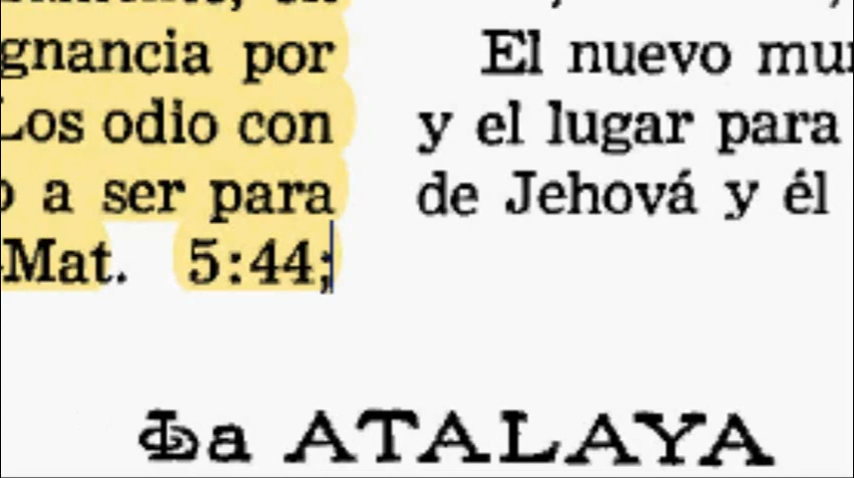 gnancia por
Los odio con
a ser para
Mat. 5:44;
El nuevo
y el lugar para
de Jehová y él
La ATALAYA